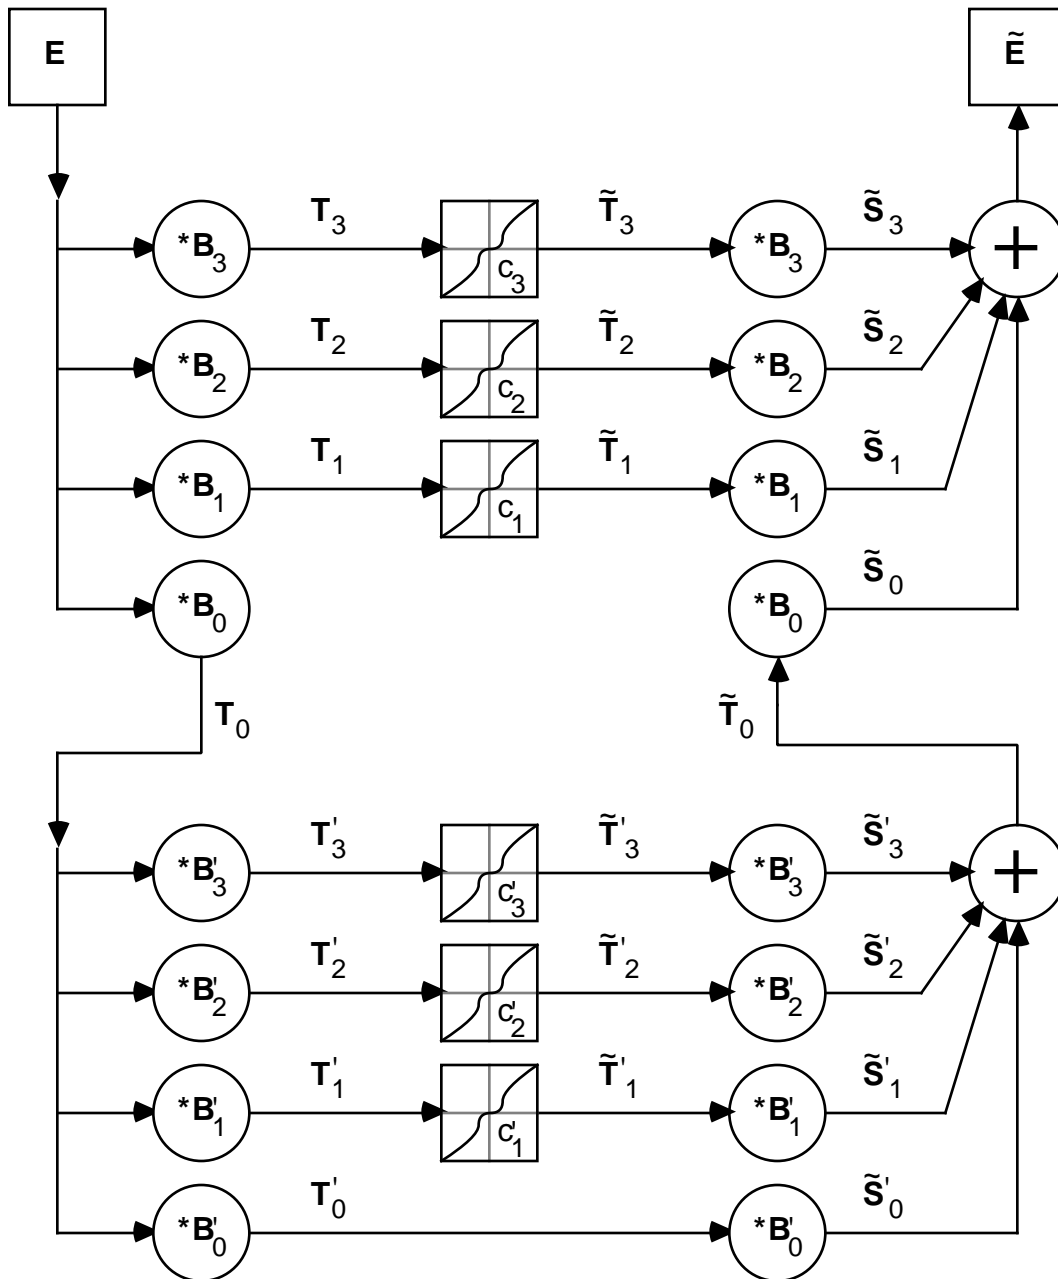 E Ẽ
T₃ T̃₃ S̃₃
*B₃ c₃ *B₃ +
T₂ T̃₂ S̃₂
*B₂ c₂ *B₂
T₁ T̃₁ S̃₁
*B₁ c₁ *B₁
S̃₀
*B₀ *B₀
T₀ T̃₀
T'₃ T̃'₃ S̃'₃
*B'₃ c'₃ *B'₃ +
T'₂ T̃'₂ S̃'₂
*B'₂ c'₂ *B'₂
T'₁ T̃'₁ S̃'₁
*B'₁ c'₁ *B'₁
T'₀ S̃'₀
*B'₀ *B'₀